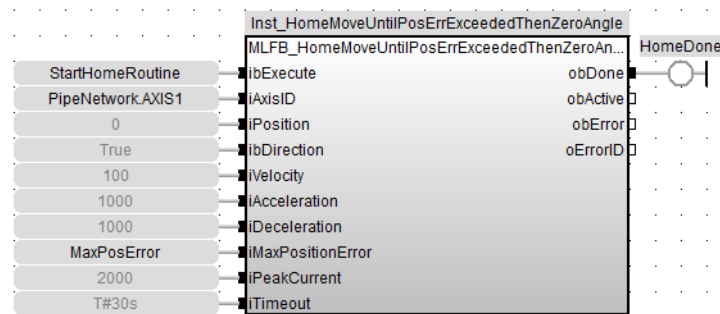 Inst_HomeMoveUntilPosErrExceededThenZeroAngle
MLFB_HomeMoveUntilPosErrExceededThenZeroAn... HomeDone
StartHomeRoutine ibExecute obDone
PipeNetwork.AXIS1 iAxisID obActive
0 iPosition obError
True ibDirection oErrorID
100 iVelocity
1000 iAcceleration
1000 iDeceleration
MaxPosError iMaxPositionError
2000 iPeakCurrent
T#30s iTimeout